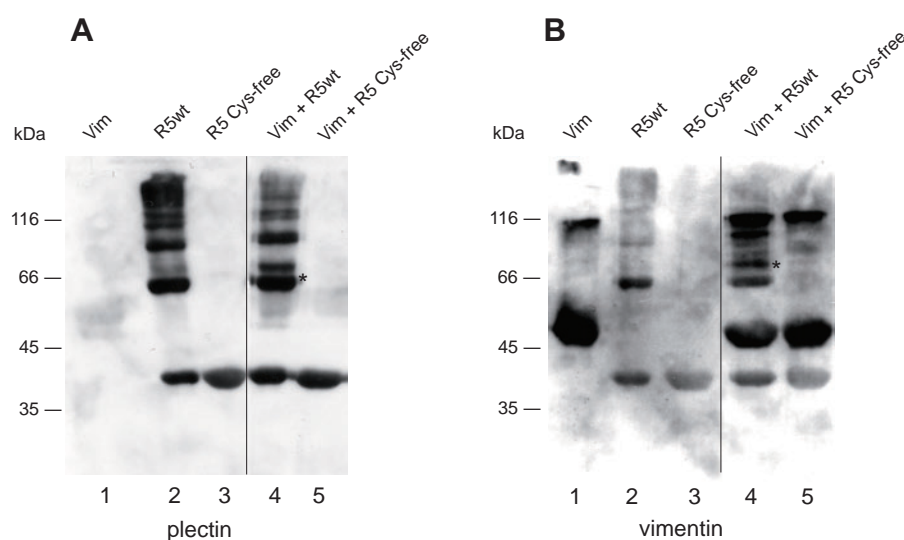 A
kDa
Vim
R5wt
R5 Cys-free
Vim + R5wt
Vim + R5 Cys-free
116
66
45
35
*
1 2 3 4 5
plectin
B
kDa
Vim
R5wt
R5 Cys-free
Vim + R5wt
Vim + R5 Cys-free
116
66
45
35
*
1 2 3 4 5
vimentin